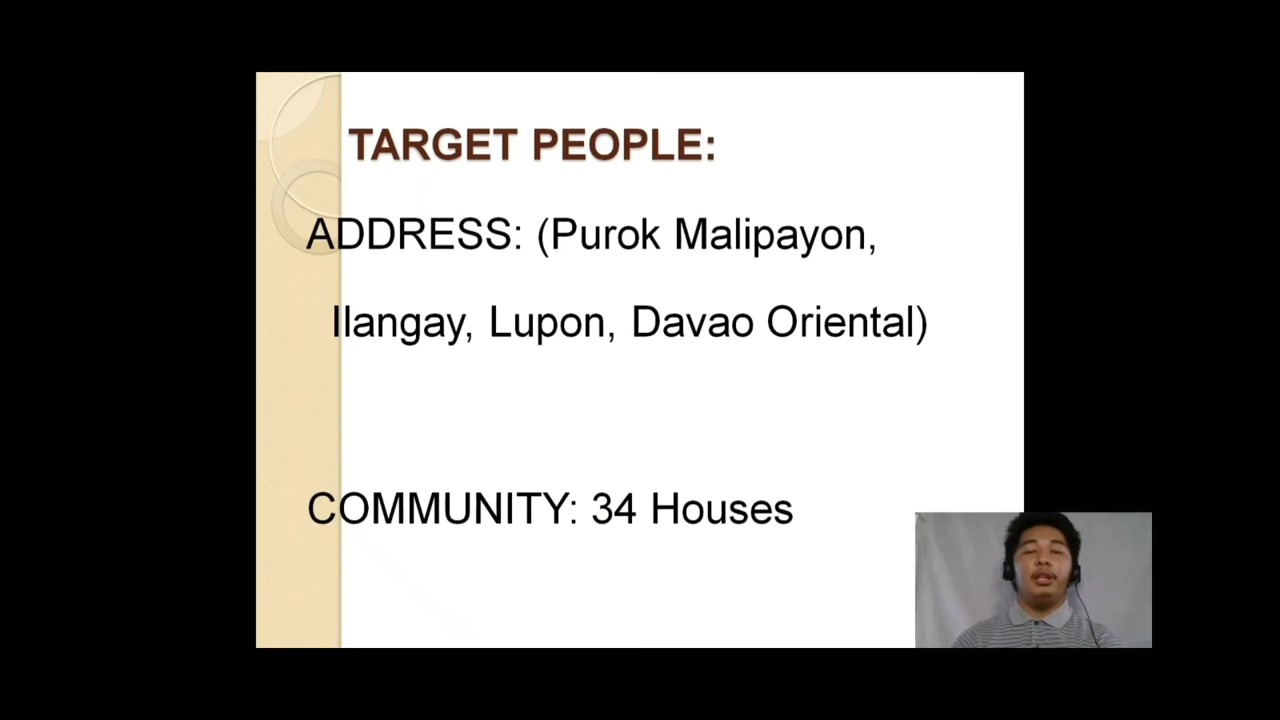 TARGET PEOPLE:
ADDRESS: (Purok Malipayon,
Ilangay, Lupon, Davao Oriental)
COMMUNITY: 34 Houses